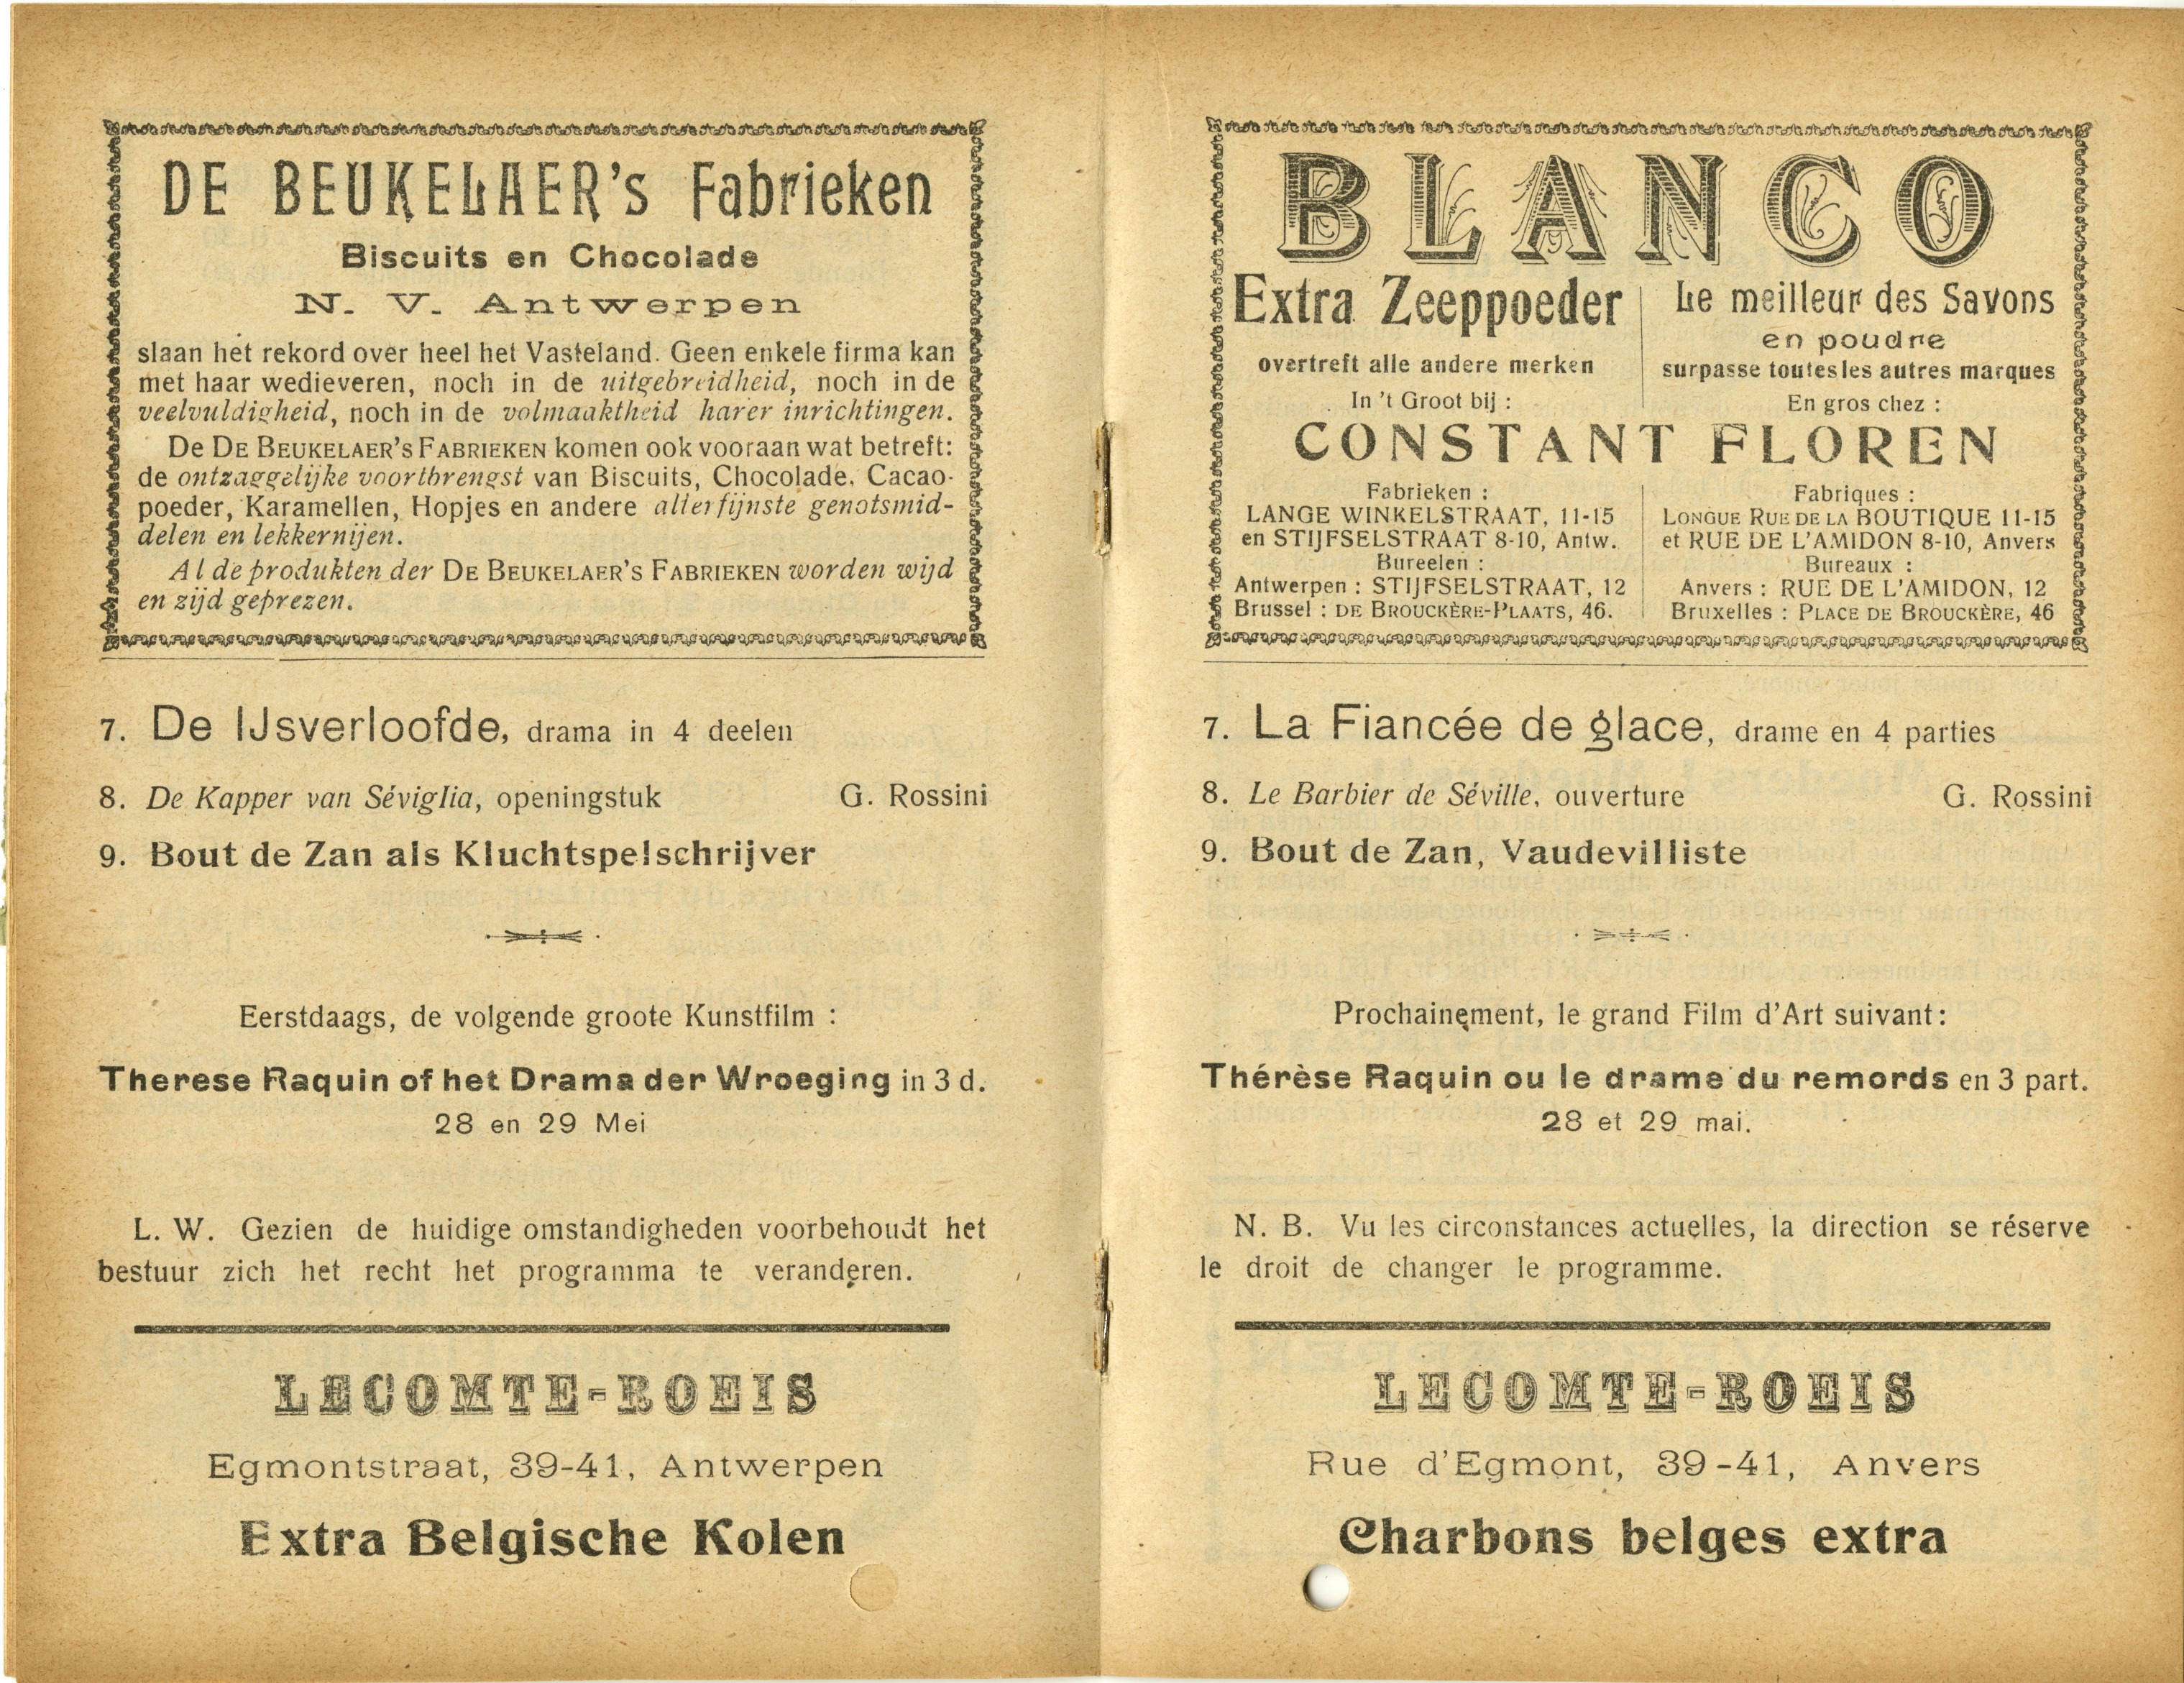 DE BEUKELAER's Fabrieken
Biscuits en Chocolade
N. V. Antwerpen
slaan het rekord over heel het Vasteland. Geen enkele firma kan
met haar wedieveren, noch in de uitgebreidheid, noch in de
veelvuldigheid, noch in de volmaaktheid harer inrichtingen.
De DE BEUKELAER'S FABRIEKEN komen ook vooraan wat betreft:
de ontzaggelijke voortbrengst van Biscuits, Chocolade, Cacao-
poeder, Karamellen, Hopjes en andere allerfijnste genotsmid-
delen en lekkernijen.
Al de produkten der DE BEUKELAER'S FABRIEKEN worden wijd
en zijd geprezen.
7. De IJsverloofde, drama in 4 deelen
8. De Kapper van Séviglia, openingstuk G. Rossini
9. Bout de Zan als Kluchtspelschrijver
Eerstdaags, de volgende groote Kunstfilm :
Therese Raquin of het Drama der Wroeging in 3 d.
28 en 29 Mei
L. W. Gezien de huidige omstandigheden voorbehoudt het
bestuur zich het recht het programma te veranderen.
LECOMTE-ROEIS
Egmontstraat, 39-41, Antwerpen
Extra Belgische Kolen
BLANCO
Extra Zeeppoeder
overtreft alle andere merken
In 't Groot bij :
Le meilleur des Savons
en poudre
surpasse toutes les autres marques
En gros chez :
CONSTANT FLOREN
Fabrieken :
LANGE WINKELSTRAAT, 11-15
en STIJFSELSTRAAT 8-10, Antw.
Bureelen :
Antwerpen : STIJFSELSTRAAT, 12
Brussel : DE BROUCKÈRE-PLAATS, 46.
Fabriques :
LONGUE RUE DE LA BOUTIQUE 11-15
et RUE DE L'AMIDON 8-10, Anvers
Bureaux :
Anvers : RUE DE L'AMIDON, 12
Bruxelles : PLACE DE BROUCKÈRE, 46
7. La Fiancée de glace, drame en 4 parties
8. Le Barbier de Séville, ouverture G. Rossini
9. Bout de Zan, Vaudevilliste
Prochainement, le grand Film d'Art suivant :
Thérèse Raquin ou le drame du remords en 3 part.
28 et 29 mai.
N. B. Vu les circonstances actuelles, la direction se réserve
le droit de changer le programme.
LECOMTE-ROEIS
Rue d'Egmont, 39-41, Anvers
Charbons belges extra